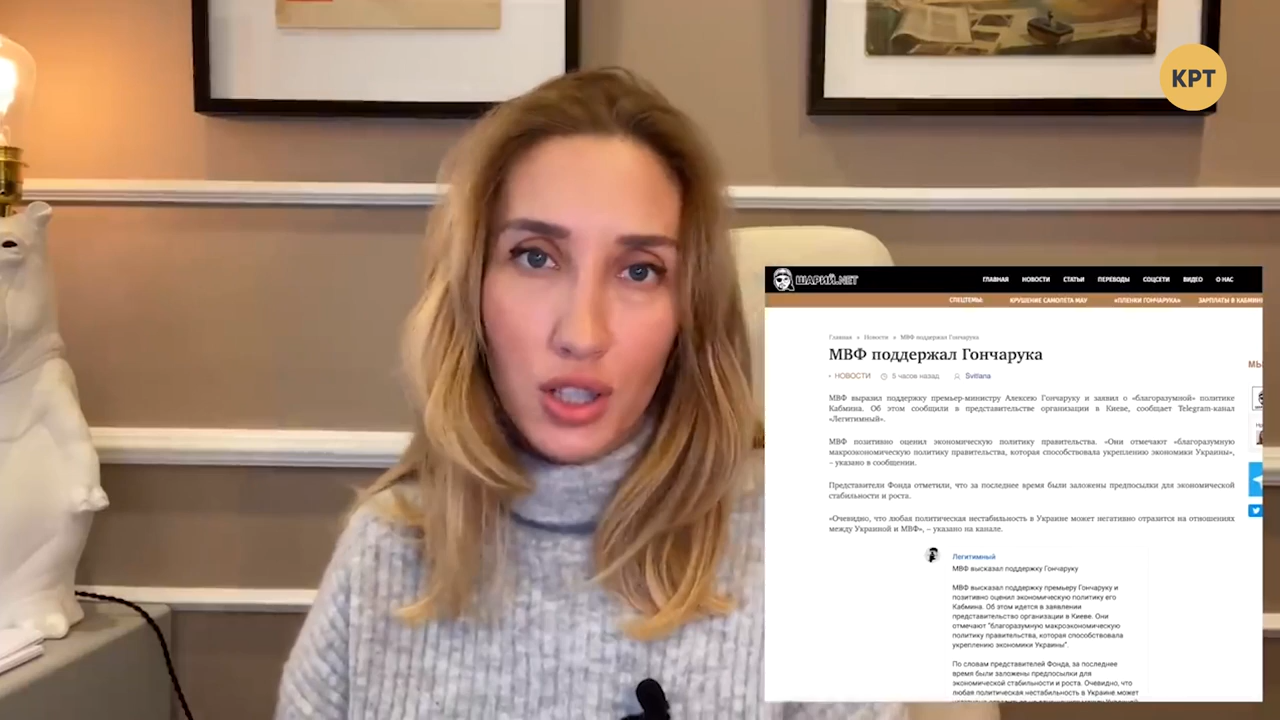 КРТ
ШАРИЙ.NET
ГЛАВНАЯ НОВОСТИ СТАТЬИ ПЕРЕВОДЫ СОЦСЕТИ ВИДЕО О НАС
СПЕЦТЕМЫ: КРУШЕНИЕ САМОЛЕТА МАУ «ПЛЕНКИ ГОНЧАРУКА» ЗАРПЛАТЫ В КАБМИН
Главная » Новости » МВФ поддержал Гончарука
МВФ поддержал Гончарука
НОВОСТИ 5 часов назад Svitlana
МВФ выразил поддержку премьер-министру Алексею Гончаруку и заявил о «благоразумной» политике
Кабмина. Об этом сообщили в представительстве организации в Киеве, сообщает Telegram-канал
«Легитимный».
МВФ позитивно оценил экономическую политику правительства. «Они отмечают «благоразумную
макроэкономическую политику правительства, которая способствовала укреплению экономики Украины»,
– указано в сообщении.
Представители Фонда отметили, что за последнее время были заложены предпосылки для экономической
стабильности и роста.
«Очевидно, что любая политическая нестабильность в Украине может негативно отразится на отношениях
между Украиной и МВФ», – указано на канале.
Легитимный
МВФ высказал поддержку Гончаруку
МВФ высказал поддержку премьеру Гончаруку и
позитивно оценил экономическую политику его
Кабмина. Об этом идется в заявлении
представительство организации в Киеве. Они
отмечают "благоразумную макроэкономическую
политику правительства, которая способствовала
укреплению экономики Украины".
По словам представителей Фонда, за последнее
время были заложены предпосылки для
экономической стабильности и роста. Очевидно, что
любая политическая нестабильность в Украине может